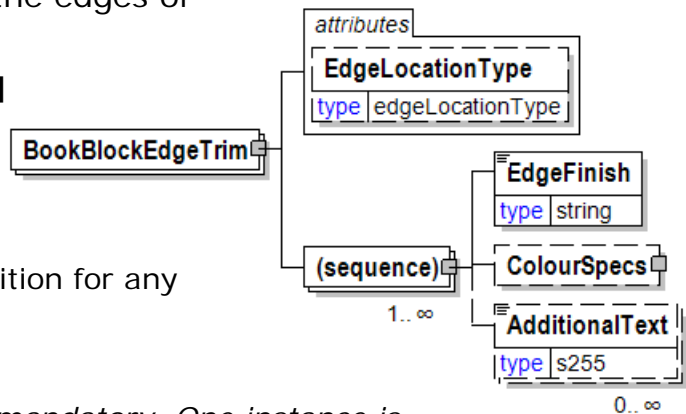 the edges of
attributes
EdgeLocationType
type edgeLocationType
BookBlockEdgeTrim
EdgeFinish
type string
(sequence)
ition for any
ColourSpecs
1.. ∞
AdditionalText
type s255
mandatory. One instance is
0.. ∞